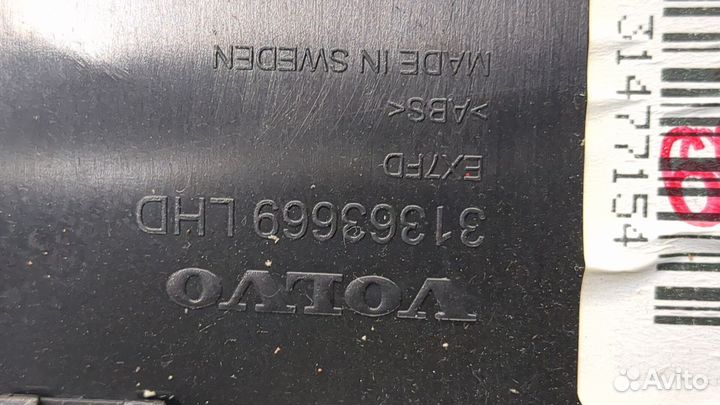 VOLVO
31363669 LHD
EX7FD
>ABS<
MADE IN SWEDEN
31477154
Avito